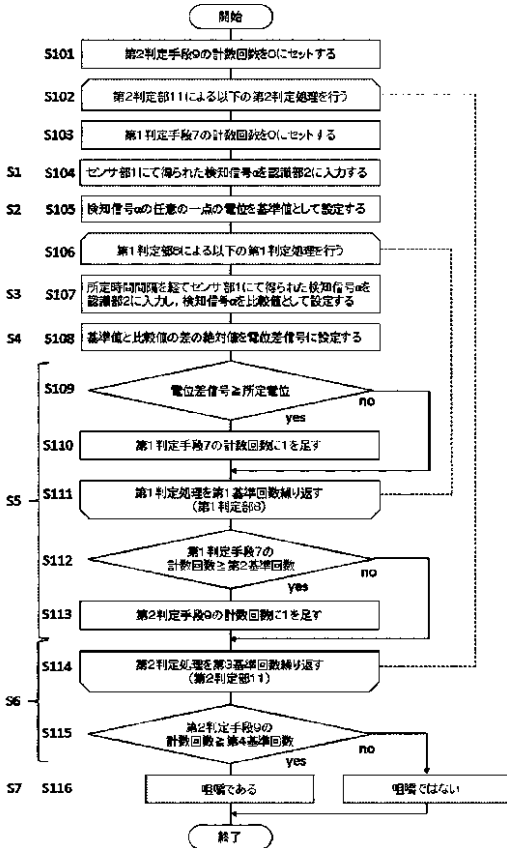 開始
S101 第2判定手段9の計数回数を0にセットする
S102 第2判定部11による以下の第2判定処理を行う
S103 第1判定手段7の計数回数を0にセットする
S1 S104 センサ部1にて得られた検知信号αを認識部2に入力する
S2 S105 検知信号αの任意の一点の電位を基準値として設定する
S106 第1判定部8による以下の第1判定処理を行う
S3 S107 所定時間間隔を経てセンサ部1にて得られた検知信号αを
認識部2に入力し，検知信号αを比較値として設定する
S4 S108 基準値と比較値の差の絶対値を電位差信号に設定する
S109 電位差信号≧所定電位
no
yes
S110 第1判定手段7の計数回数に1を足す
S5 S111 第1判定処理を第1基準回数繰り返す
（第1判定部8）
S112 第1判定手段7の
計数回数≧第2基準回数
no
yes
S113 第2判定手段9の計数回数に1を足す
S114 第2判定処理を第3基準回数繰り返す
（第2判定部11）
S6
S115 第2判定手段9の
計数回数≧第4基準回数
no
yes
S7 S116 咀嚼である 咀嚼ではない
終了